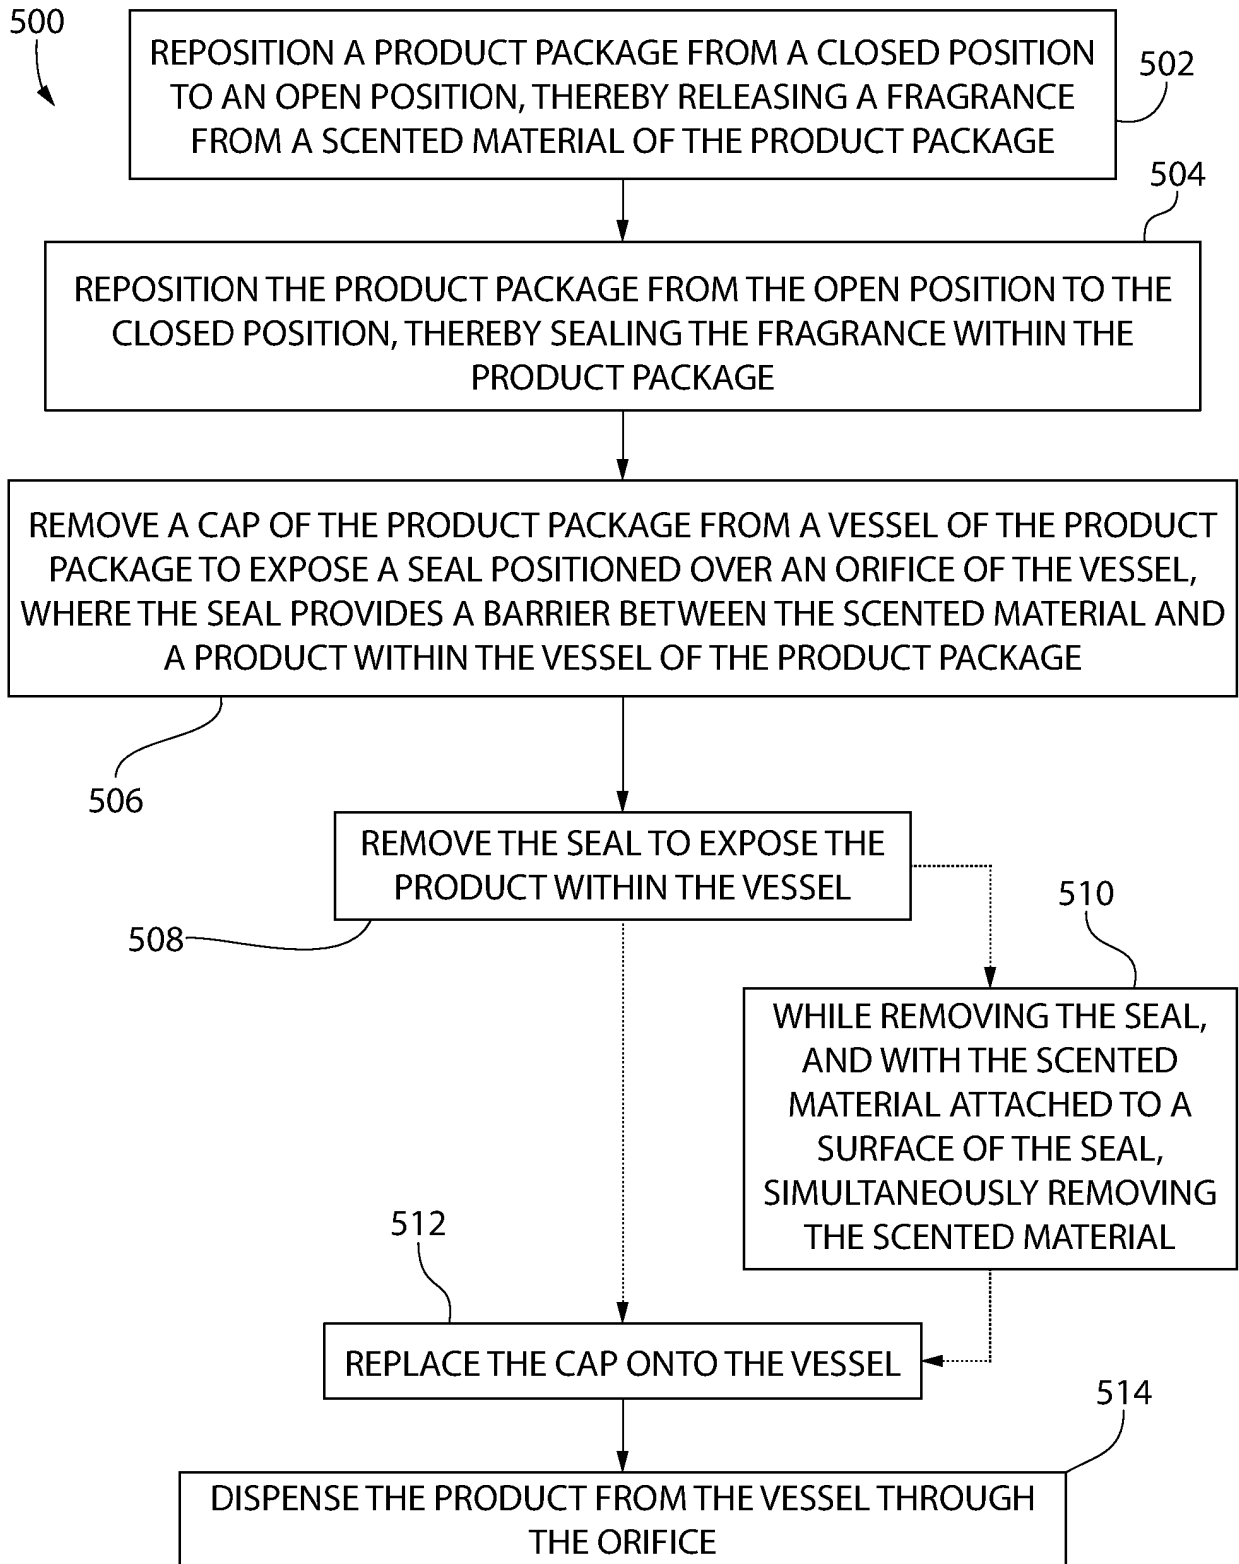 500
REPOSITION A PRODUCT PACKAGE FROM A CLOSED POSITION
TO AN OPEN POSITION, THEREBY RELEASING A FRAGRANCE
FROM A SCENTED MATERIAL OF THE PRODUCT PACKAGE
502
504
REPOSITION THE PRODUCT PACKAGE FROM THE OPEN POSITION TO THE
CLOSED POSITION, THEREBY SEALING THE FRAGRANCE WITHIN THE
PRODUCT PACKAGE
REMOVE A CAP OF THE PRODUCT PACKAGE FROM A VESSEL OF THE PRODUCT
PACKAGE TO EXPOSE A SEAL POSITIONED OVER AN ORIFICE OF THE VESSEL,
WHERE THE SEAL PROVIDES A BARRIER BETWEEN THE SCENTED MATERIAL AND
A PRODUCT WITHIN THE VESSEL OF THE PRODUCT PACKAGE
506
REMOVE THE SEAL TO EXPOSE THE
PRODUCT WITHIN THE VESSEL
508
510
WHILE REMOVING THE SEAL,
AND WITH THE SCENTED
MATERIAL ATTACHED TO A
SURFACE OF THE SEAL,
SIMULTANEOUSLY REMOVING
THE SCENTED MATERIAL
512
REPLACE THE CAP ONTO THE VESSEL
514
DISPENSE THE PRODUCT FROM THE VESSEL THROUGH
THE ORIFICE